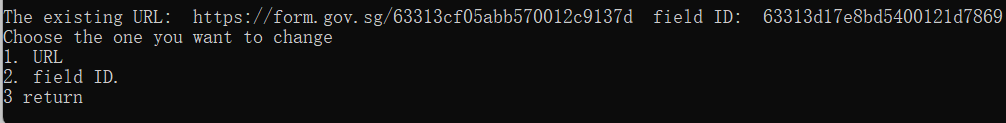 The existing URL:  https://form.gov.sg/63313cf05abb570012c9137d  field ID:  63313d17e8bd5400121d7869
Choose the one you want to change
1. URL
2. field ID.
3 return